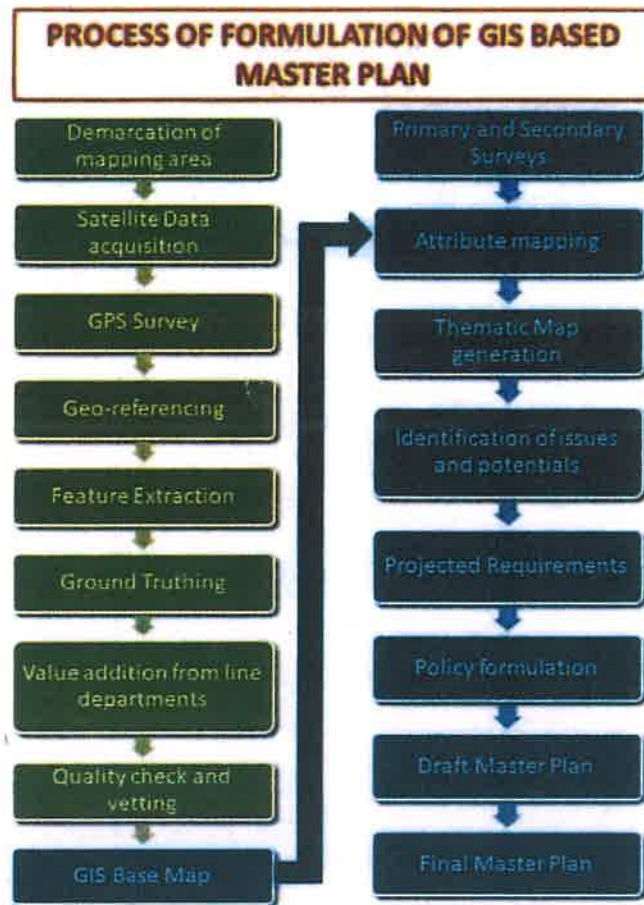 PROCESS OF FORMULATION OF GIS BASED
MASTER PLAN
Demarcation of
mapping area
Satellite Data
acquisition
GPS Survey
Geo-referencing
Feature Extraction
Ground Truthing
Value addition from line
departments
Quality check and
vetting
GIS Base Map
Primary and Secondary
Surveys
Attribute mapping
Thematic Map
generation
Identification of issues
and potentials
Projected Requirements
Policy formulation
Draft Master Plan
Final Master Plan